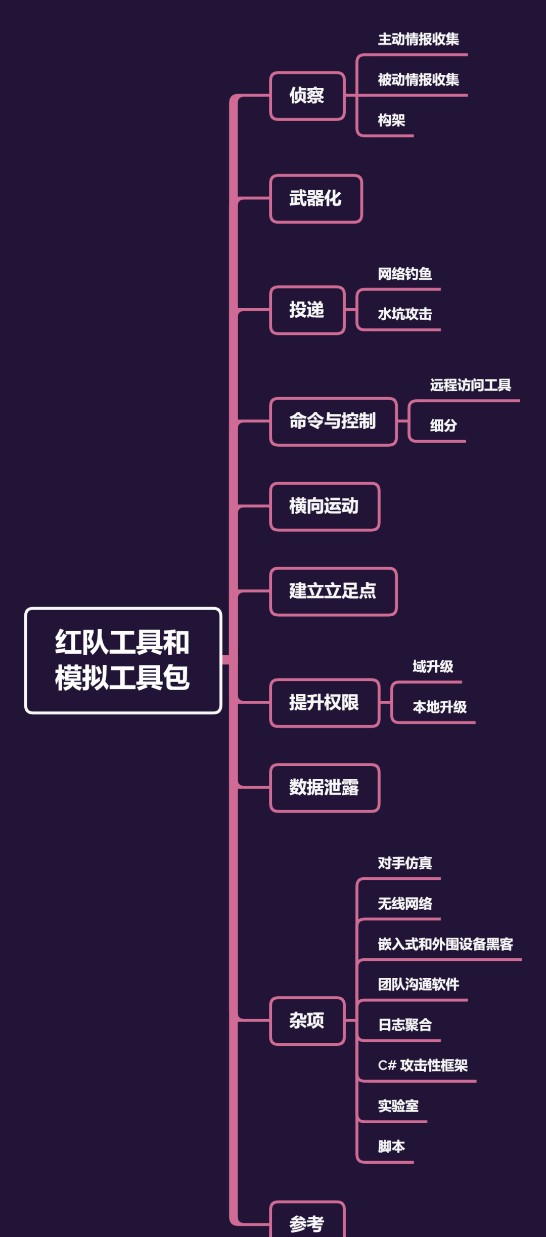 红队工具和
模拟工具包
侦察
主动情报收集
被动情报收集
构架
武器化
投递
网络钓鱼
水坑攻击
命令与控制
远程访问工具
细分
横向运动
建立立足点
提升权限
域升级
本地升级
数据泄露
杂项
对手仿真
无线网络
嵌入式和外围设备黑客
团队沟通软件
日志聚合
C# 攻击性框架
实验室
脚本
参考